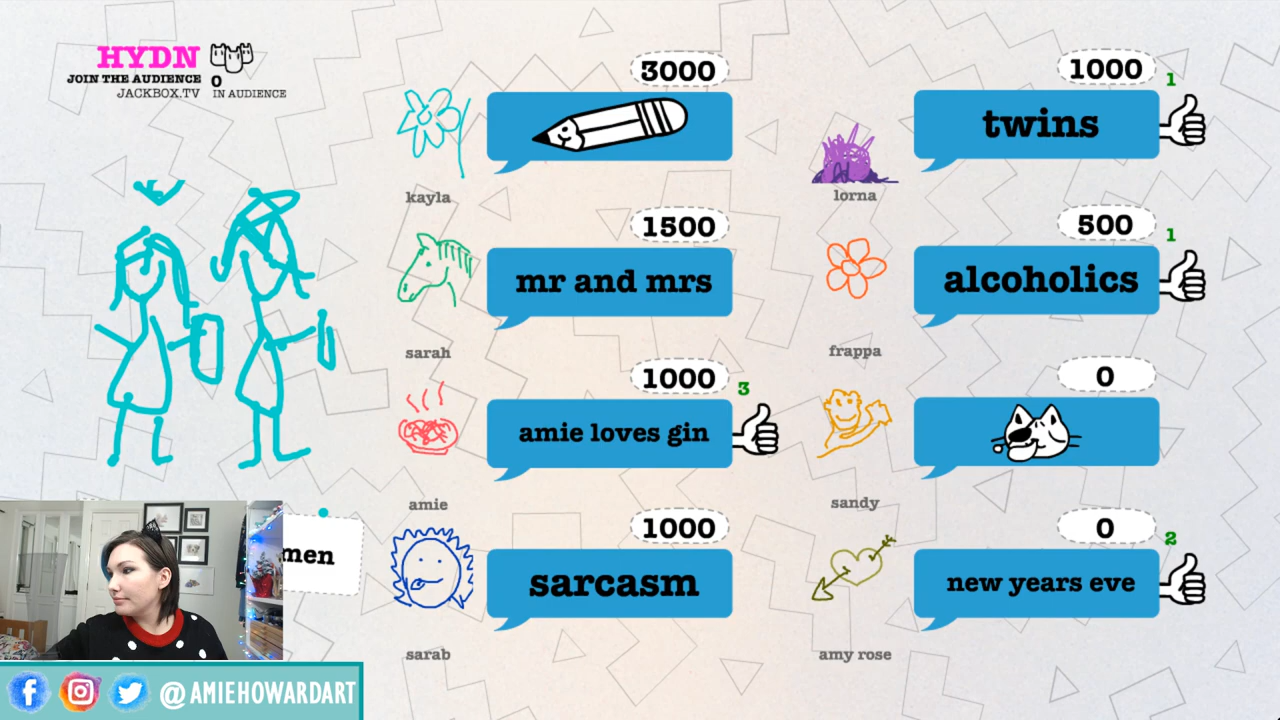 HYDN
JOIN THE AUDIENCE
JACKBOX.TV
0
IN AUDIENCE
3000
kayla
1500
mr and mrs
sarah
1000
3
amie loves gin
amie
1000
sarcasm
sarab
1000
1
twins
lorna
500
1
alcoholics
frappa
0
sandy
0
2
new years eve
amy rose
men
@AMIEHOWARDART